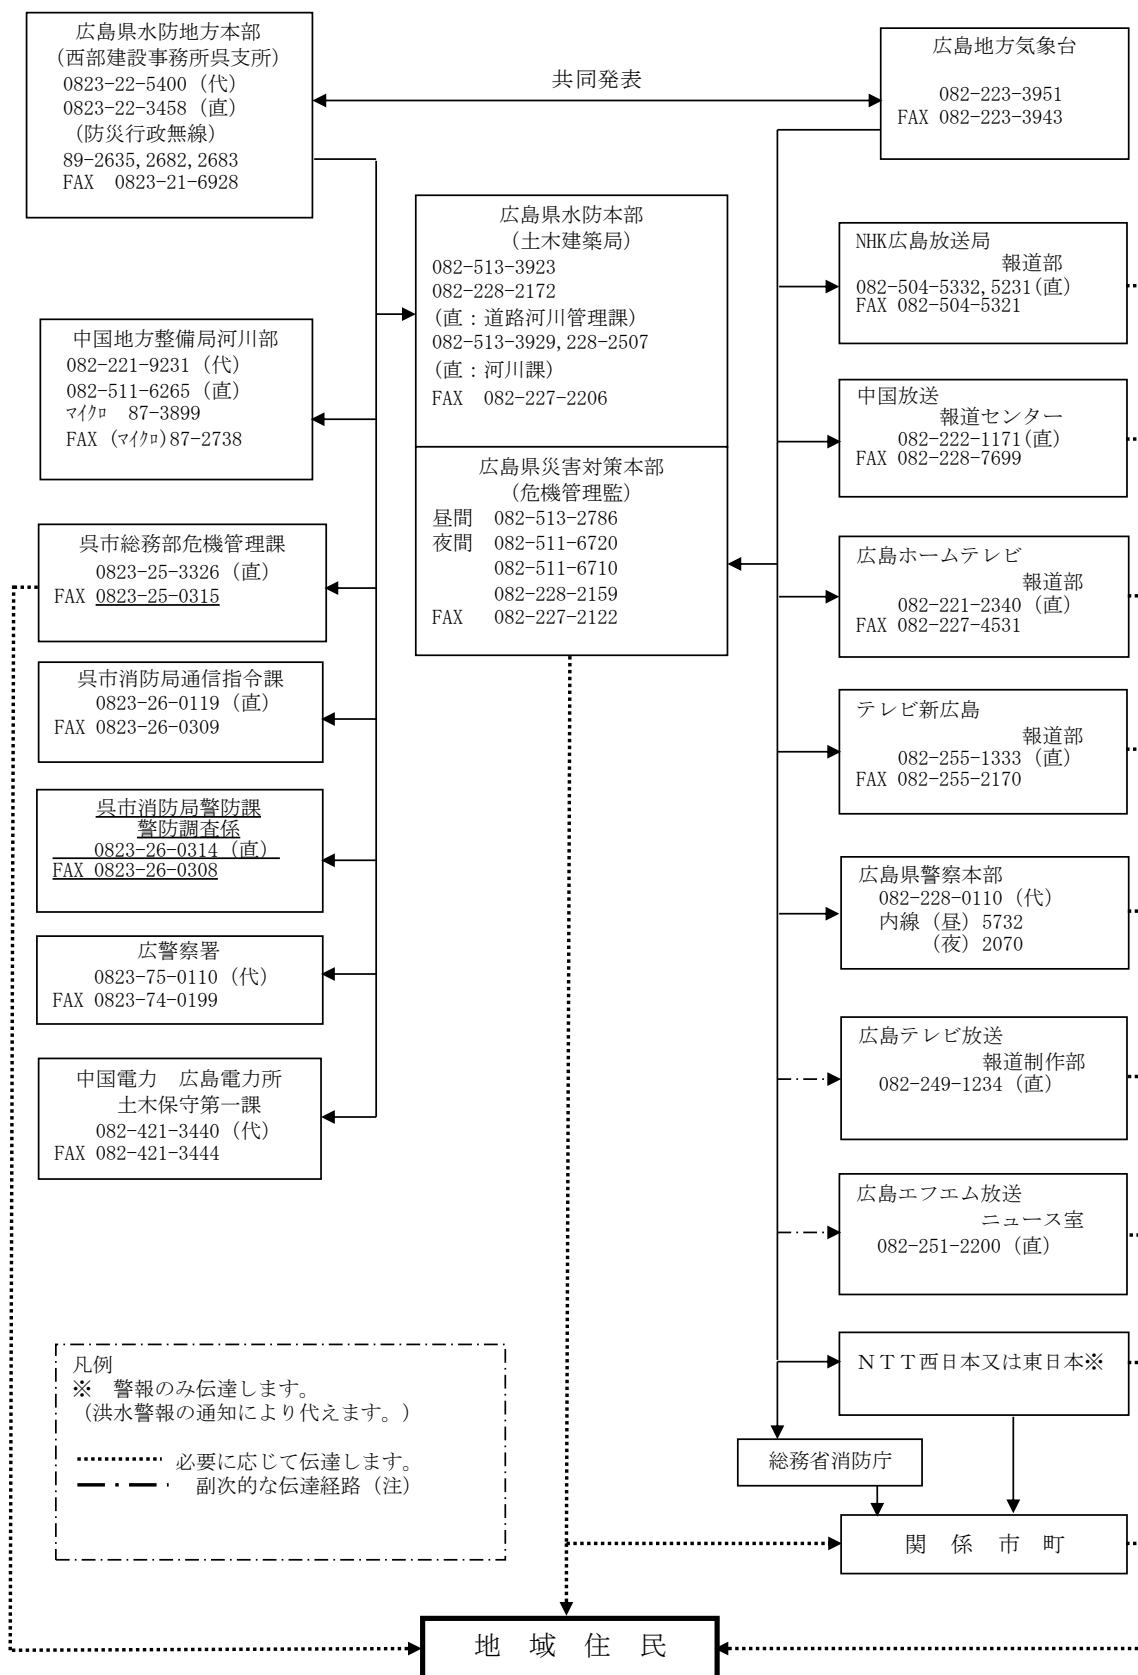 広島県水防地方本部
(西部建設事務所呉支所)
0823-22-5400 (代)
0823-22-3458 (直)
(防災行政無線)
89-2635,2682,2683
FAX 0823-21-6928
共同発表
広島地方気象台
082-223-3951
FAX 082-223-3943
広島県水防本部
(土木建築局)
082-513-3923
082-228-2172
(直：道路河川管理課)
082-513-3929,228-2507
(直：河川課)
FAX 082-227-2206
広島県災害対策本部
(危機管理監)
昼間 082-513-2786
夜間 082-511-6720
082-511-6710
082-228-2159
FAX 082-227-2122
中国地方整備局河川部
082-221-9231 (代)
082-511-6265 (直)
ﾏｲｸﾛ 87-3899
FAX (ﾏｲｸﾛ)87-2738
呉市総務部危機管理課
0823-25-3326 (直)
FAX 0823-25-0315
呉市消防局通信指令課
0823-26-0119 (直)
FAX 0823-26-0309
呉市消防局警防課
警防調査係
0823-26-0314 (直)
FAX 0823-26-0308
広警察署
0823-75-0110 (代)
FAX 0823-74-0199
中国電力　広島電力所
土木保守第一課
082-421-3440 (代)
FAX 082-421-3444
NHK広島放送局
報道部
082-504-5332,5231(直)
FAX 082-504-5321
中国放送
報道センター
082-222-1171(直)
FAX 082-228-7699
広島ホームテレビ
報道部
082-221-2340 (直)
FAX 082-227-4531
テレビ新広島
報道部
082-255-1333 (直)
FAX 082-255-2170
広島県警察本部
082-228-0110 (代)
内線 (昼) 5732
(夜) 2070
広島テレビ放送
報道制作部
082-249-1234 (直)
広島エフエム放送
ニュース室
082-251-2200 (直)
ＮＴＴ西日本又は東日本※
総務省消防庁
関　係　市　町
凡例
※　警報のみ伝達します。
(洪水警報の通知により代えます。)
必要に応じて伝達します。
副次的な伝達経路 (注)
地　域　住　民